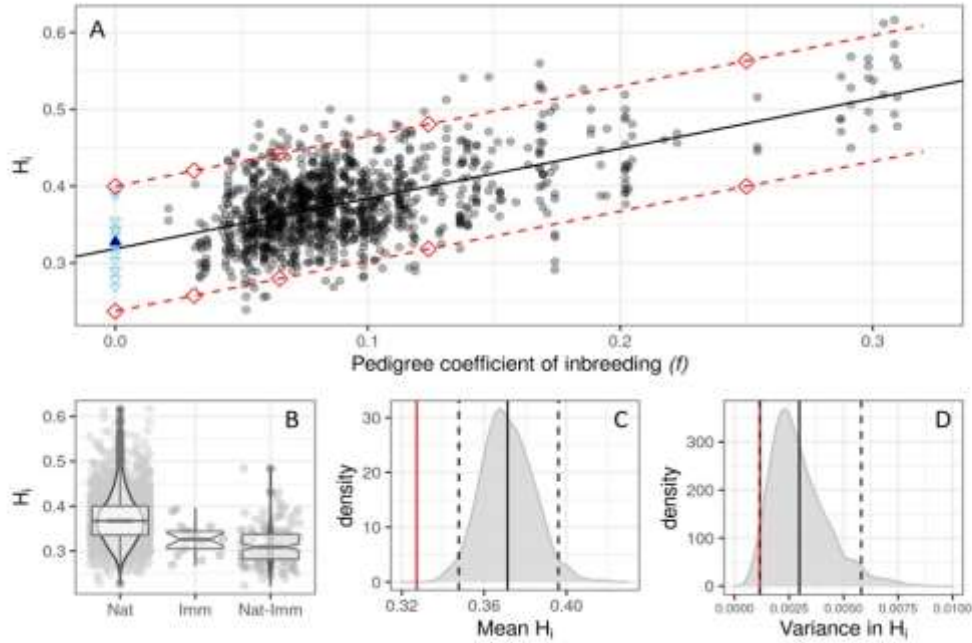 A
0.6
0.5
0.4
0.3
Hi
0.0 0.1 0.2 0.3
Pedigree coefficient of inbreeding (f)
B
0.6
0.5
0.4
0.3
Hi
Nat Imm Nat-Imm
C
30
20
10
0
density
0.32 0.36 0.40
Mean Hi
D
300
200
100
0
density
0.0000 0.0025 0.0050 0.0075 0.0100
Variance in Hi